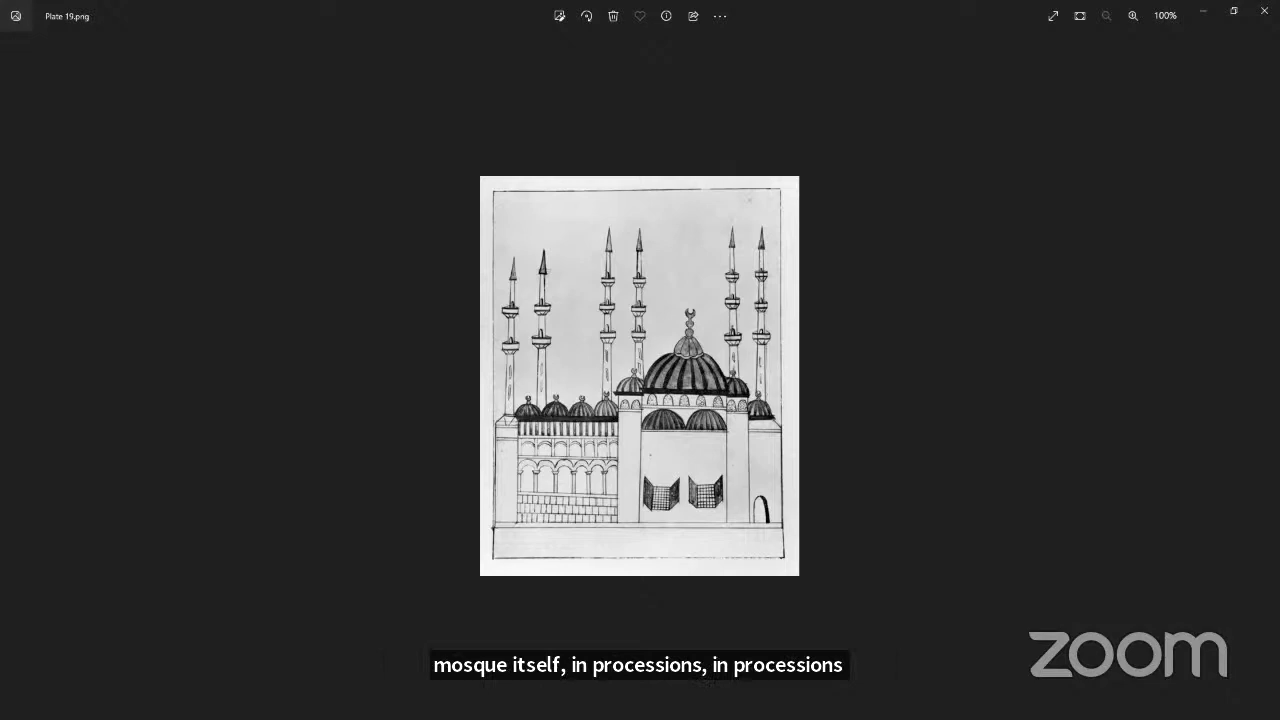 Plate 19.png
100%
mosque itself, in processions, in processions
zoom